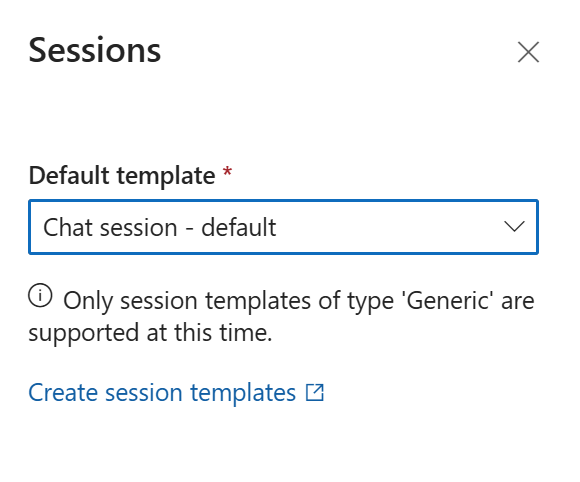 Sessions
Default template *
Chat session - default
Only session templates of type 'Generic' are
supported at this time.
Create session templates